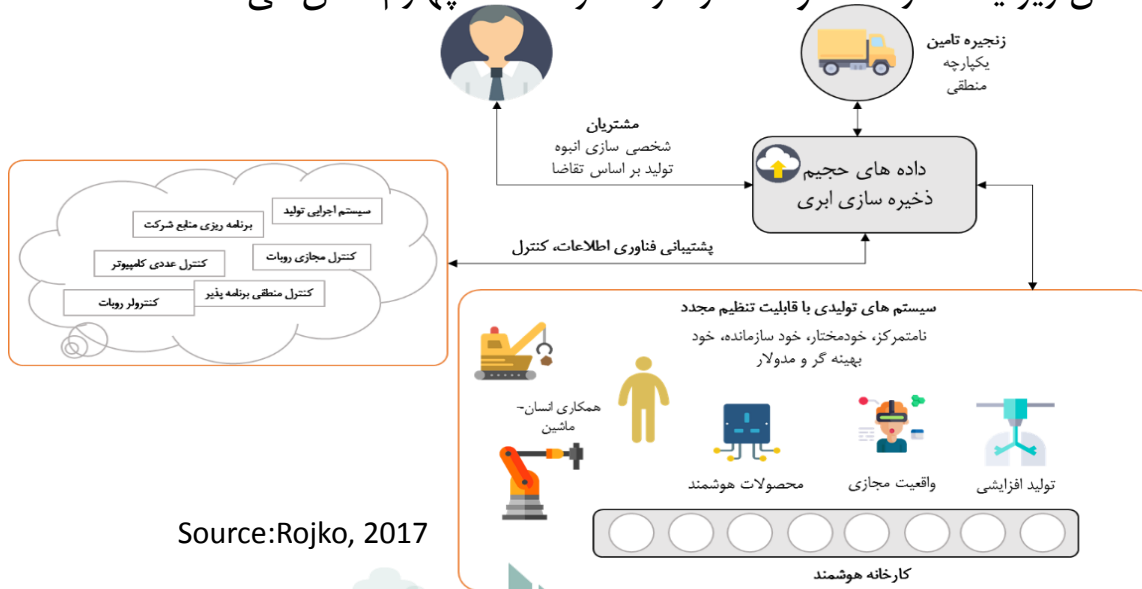 زنجیره تامین
یکپارچه
منطقی
مشتریان
شخصی سازی انبوه
تولید بر اساس تقاضا
داده های حجیم
ذخیره سازی ابری
سیستم اجرایی تولید
برنامه ریزی منابع شرکت
کنترل مجازی روبات
کنترل عددی کامپیوتر
کنترل منطقی برنامه پذیر
کنترولر روبات
پشتیبانی فناوری اطلاعات، کنترل
سیستم های تولیدی با قابلیت تنظیم مجدد
نامتمرکز، خودمختار، خود سازمانده، خود
بهینه گر و مدولار
همکاری انسان-
ماشین
محصولات هوشمند
واقعیت مجازی
تولید افزایشی
کارخانه هوشمند
Source:Rojko, 2017